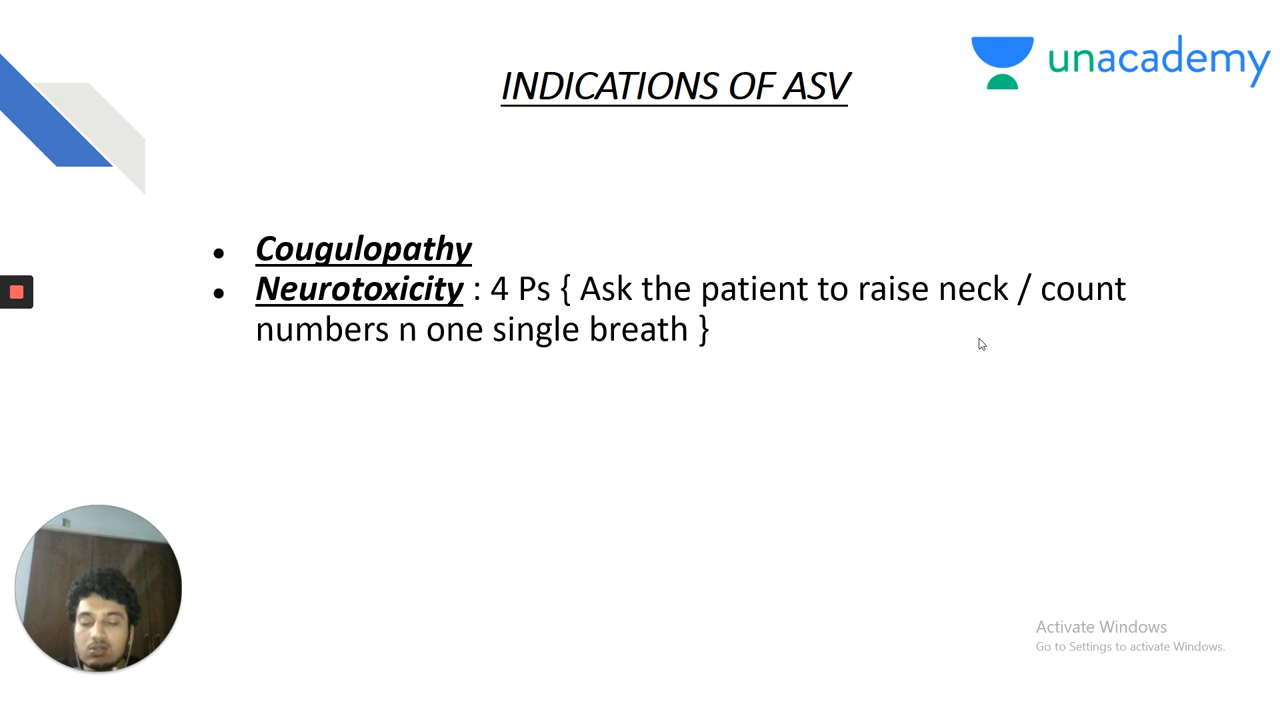 unacademy
INDICATIONS OF ASV
• Cougulopathy
• Neurotoxicity : 4 Ps { Ask the patient to raise neck / count
numbers n one single breath }
Activate Windows
Go to Settings to activate Windows.